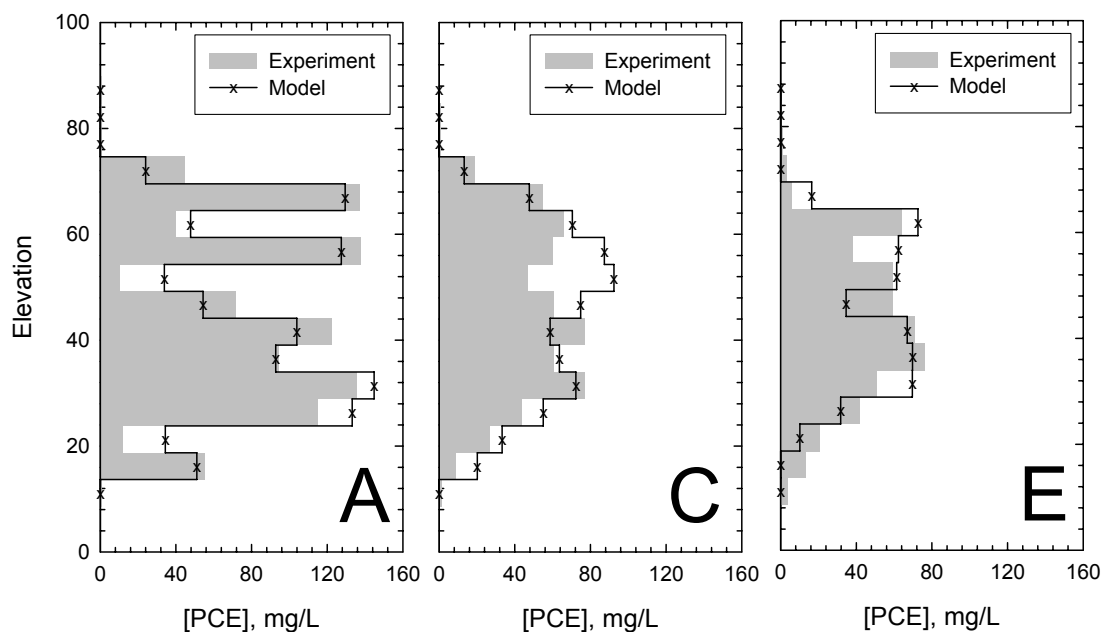 100
80
60
40
20
0
Elevation
Experiment
Model
A
0 40 80 120 160
[PCE], mg/L
Experiment
Model
C
0 40 80 120 160
[PCE], mg/L
Experiment
Model
E
0 40 80 120 160
[PCE], mg/L